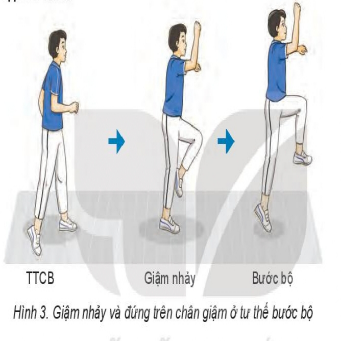 TTCB Giậm nhảy Bước bộ
Hình 3. Giậm nhảy và đứng trên chân giậm ở tư thế bước bộ